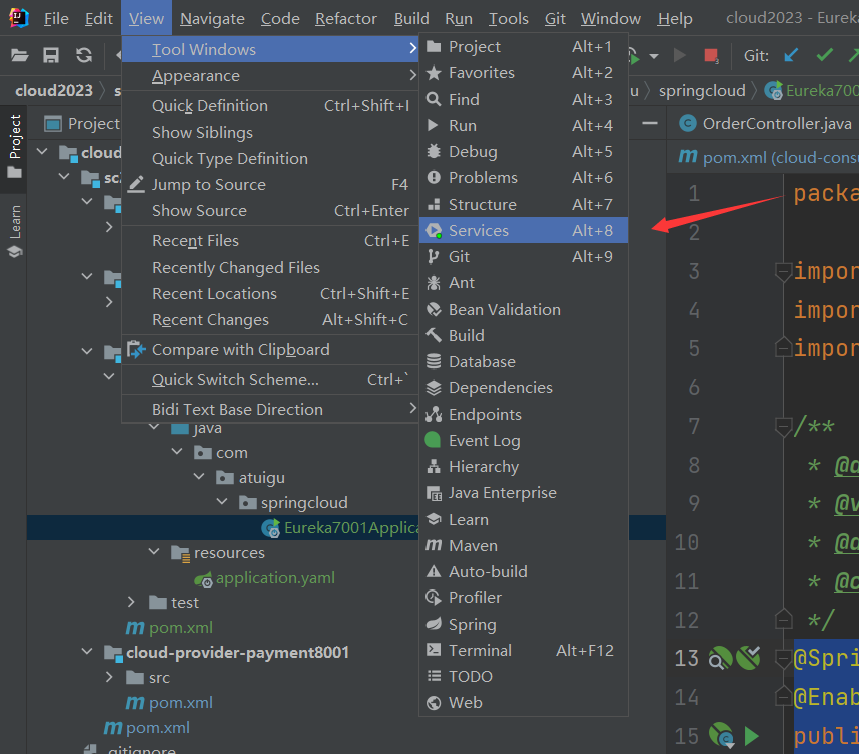 File Edit View Navigate Code Refactor Build Run Tools Git Window Help cloud2023 - Eureka
Git:
cloud2023
springcloud Eureka700
Project
Learn
Project
Tool Windows
Appearance
Quick Definition Ctrl+Shift+I
Show Siblings
Quick Type Definition
Jump to Source F4
Show Source Ctrl+Enter
Recent Files Ctrl+E
Recently Changed Files
Recent Locations Ctrl+Shift+E
Recent Changes Alt+Shift+C
Compare with Clipboard
Quick Switch Scheme... Ctrl+`
Bidi Text Base Direction
Project Alt+1
Favorites Alt+2
Find Alt+3
Run Alt+4
Debug Alt+5
Problems Alt+6
Structure Alt+7
Services Alt+8
Git Alt+9
Ant
Bean Validation
Build
Database
Dependencies
Endpoints
Event Log
Hierarchy
Java Enterprise
Learn
Maven
Auto-build
Profiler
Spring
Terminal Alt+F12
TODO
Web
cloud
java
com
atuigu
springcloud
Eureka7001Applica
resources
application.yaml
test
pom.xml
cloud-provider-payment8001
src
pom.xml
pom.xml
.gitignore
OrderController.java
pom.xml (cloud-consu
1 packa
2
3 impor
4 impor
5 impor
6
7 /**
8 * @a
9 * @v
10 * @d
11 * @c
12 */
13 @Spri
14 @Enab
15 publi